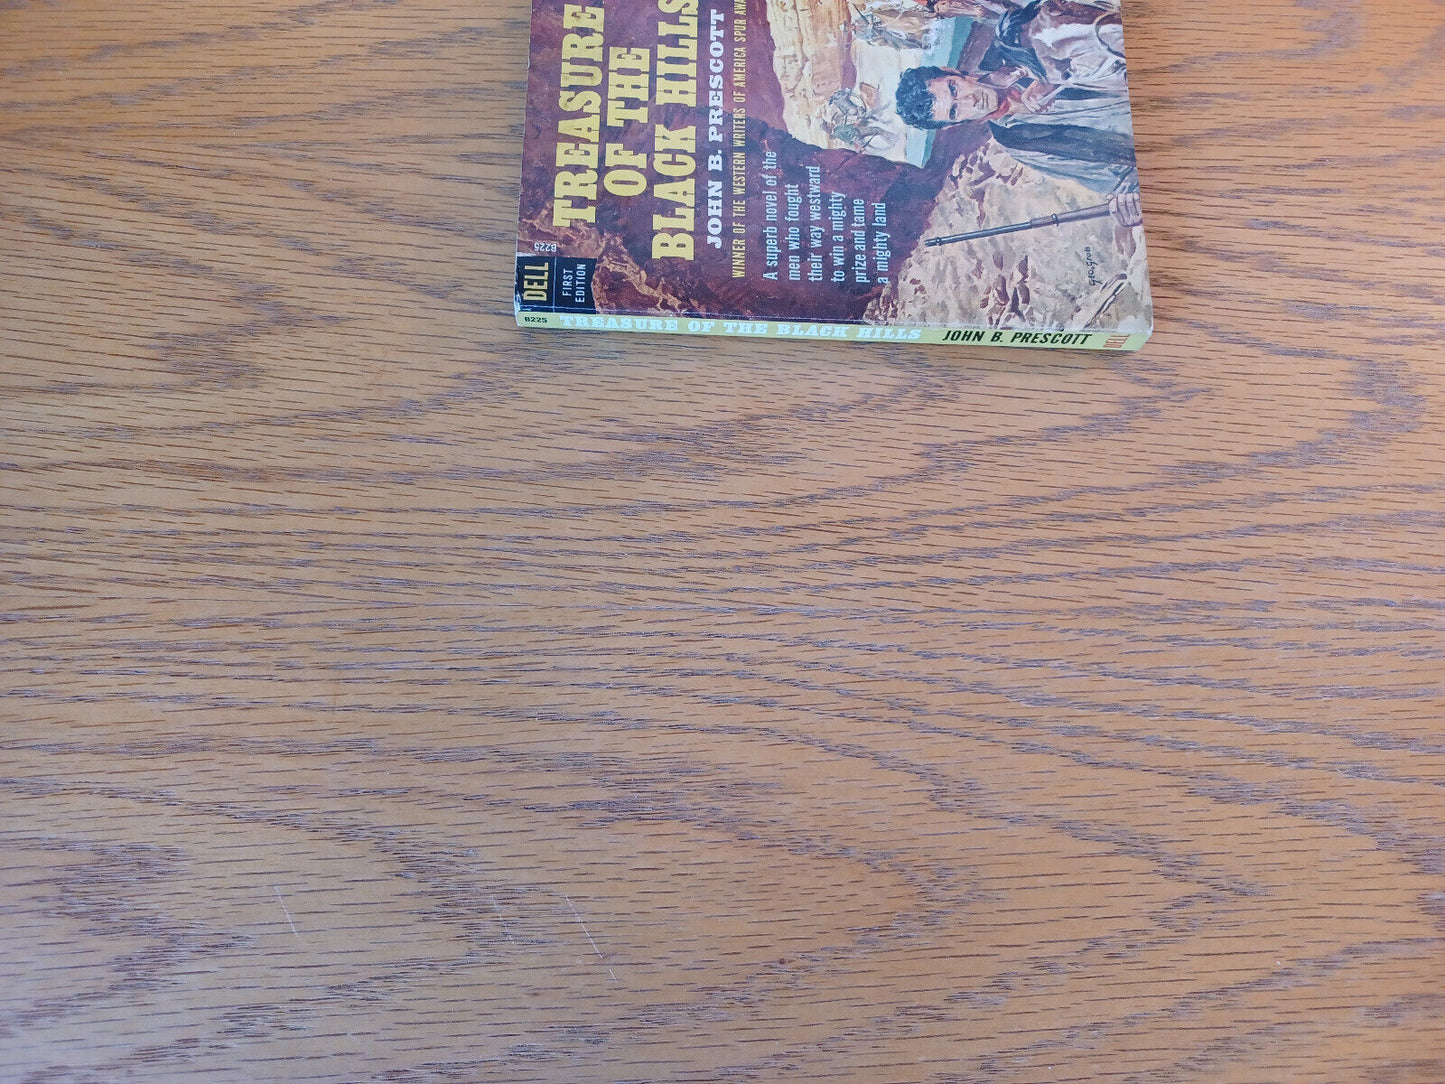 DELL
FIRST
EDITION
B225
TREASURE
OF THE
BLACK HILLS
JOHN B. PRESCOTT
WINNER OF THE WESTERN WRITERS OF AMERICA SPUR AWA
A superb novel of the
men who fought
their way westward
to win a mighty
prize and tame
a mighty land
B225 TREASURE OF THE BLACK HILLS JOHN B. PRESCOTT DELL